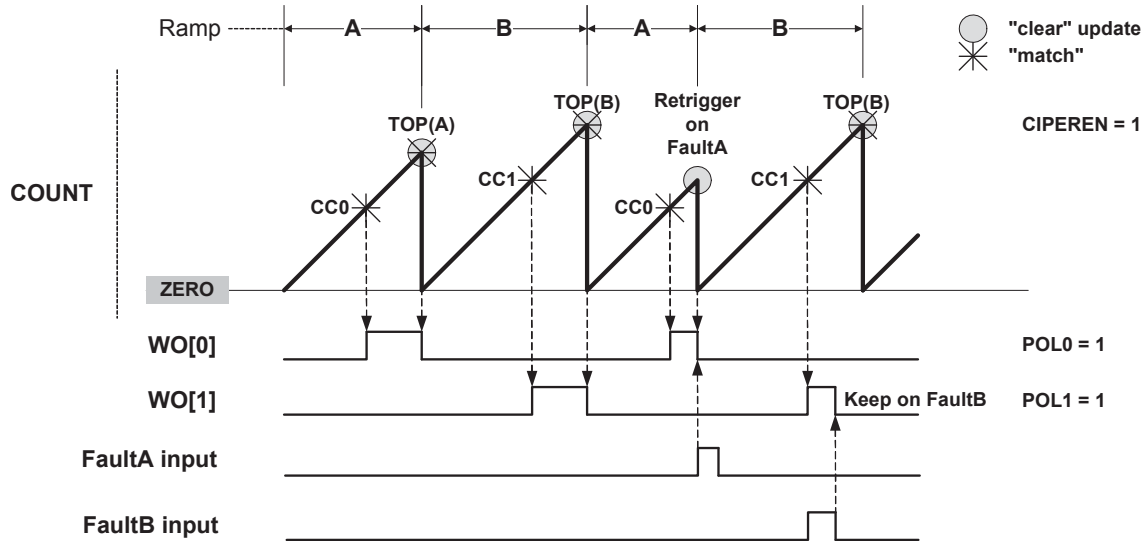 Ramp A B A B "clear" update
"match"
TOP(A) TOP(B) Retrigger TOP(B) CIPEREN = 1
on
FaultA
COUNT CC0 CC1 CC0 CC1
ZERO
WO[0] POL0 = 1
WO[1] Keep on FaultB POL1 = 1
FaultA input
FaultB input